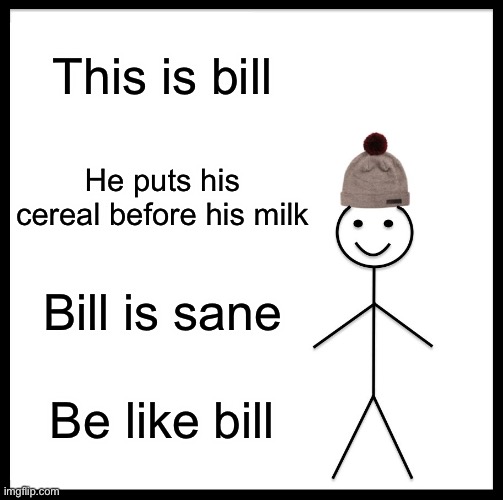 This is bill
He puts his
cereal before his milk
Bill is sane
Be like bill
imgflip.com